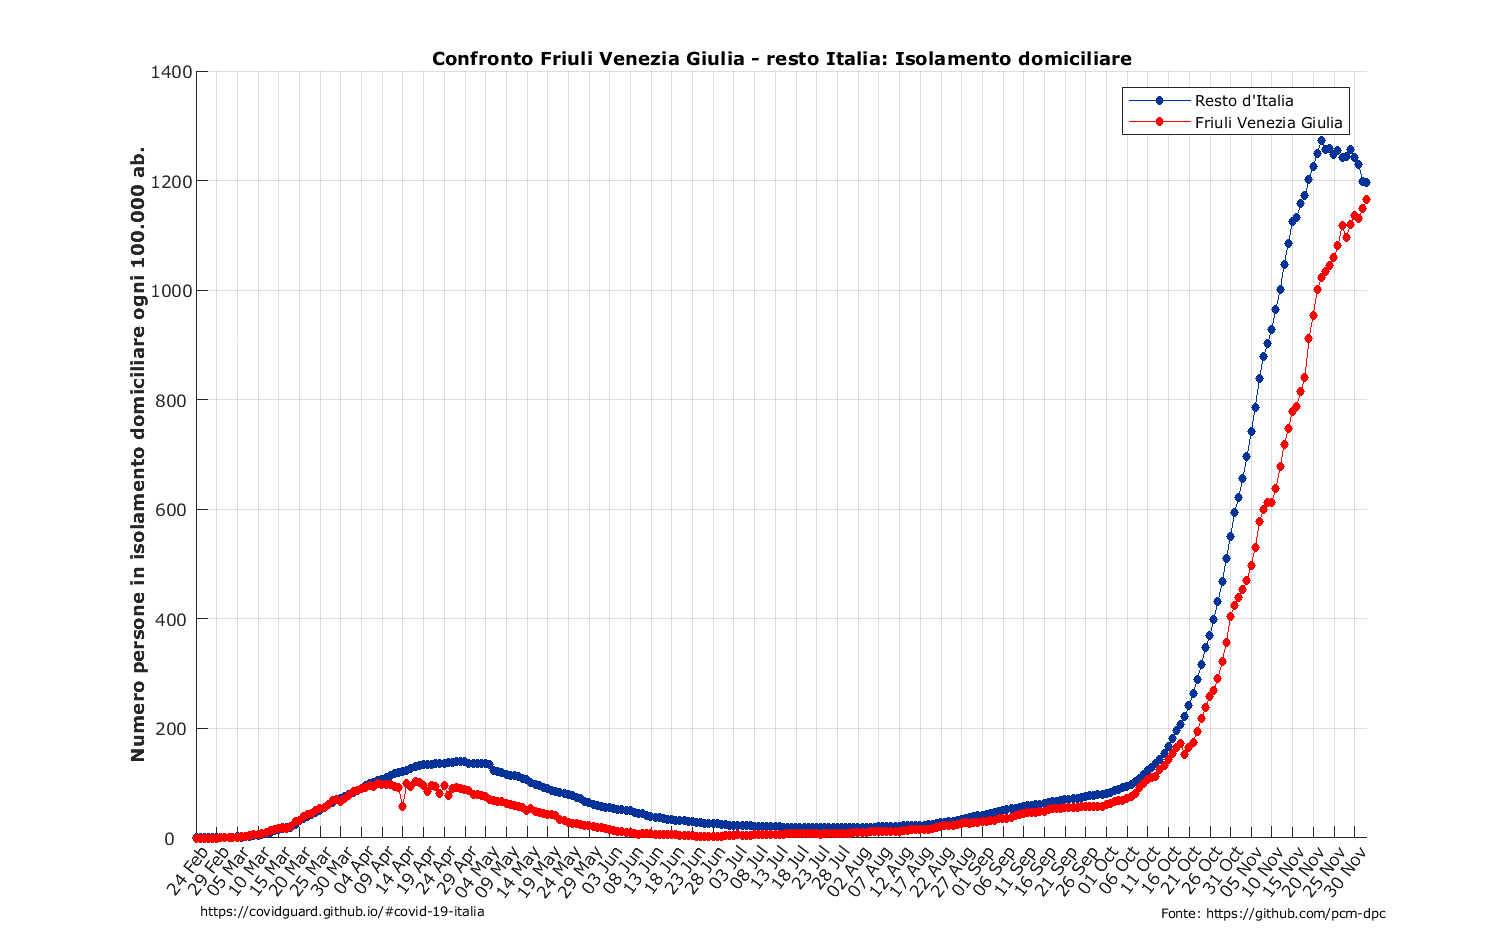 Confronto Friuli Venezia Giulia - resto Italia: Isolamento domiciliare
Resto d'Italia
Friuli Venezia Giulia
Numero persone in isolamento domiciliare ogni 100.000 ab.
1400
1200
1000
800
600
400
200
0
24 Feb
29 Feb
05 Mar
10 Mar
15 Mar
20 Mar
25 Mar
30 Mar
04 Apr
09 Apr
14 Apr
19 Apr
24 Apr
29 Apr
04 May
09 May
14 May
19 May
24 May
29 May
03 Jun
08 Jun
13 Jun
18 Jun
23 Jun
28 Jun
03 Jul
08 Jul
13 Jul
18 Jul
23 Jul
28 Jul
02 Aug
07 Aug
12 Aug
17 Aug
22 Aug
27 Aug
01 Sep
06 Sep
11 Sep
16 Sep
21 Sep
26 Sep
01 Oct
06 Oct
11 Oct
16 Oct
21 Oct
26 Oct
31 Oct
05 Nov
10 Nov
15 Nov
20 Nov
25 Nov
30 Nov
https://covidguard.github.io/#covid-19-italia
Fonte: https://github.com/pcm-dpc